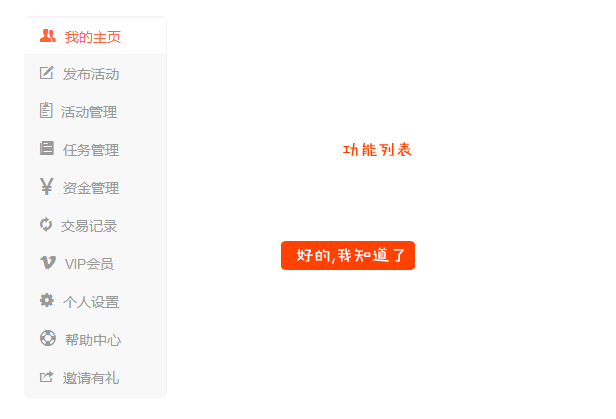 我的主页
发布活动
活动管理
任务管理
资金管理
交易记录
VIP会员
个人设置
帮助中心
邀请有礼
功能列表
好的,我知道了